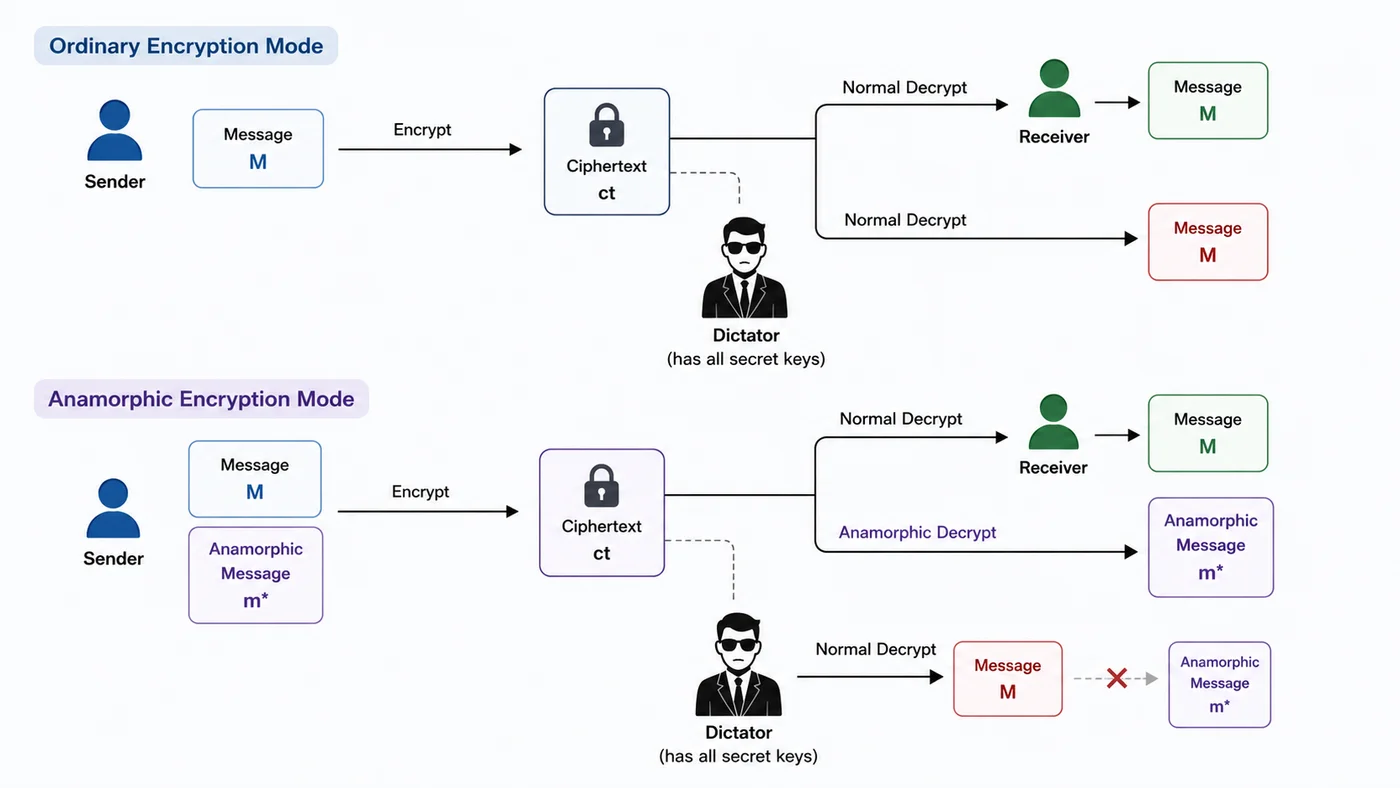 Ordinary Encryption Mode
Sender
Message
M
Encrypt
Ciphertext
ct
Normal Decrypt
Receiver
Message
M
Normal Decrypt
Message
M
Dictator
(has all secret keys)
Anamorphic Encryption Mode
Sender
Message
M
Anamorphic
Message
m*
Encrypt
Ciphertext
ct
Normal Decrypt
Receiver
Message
M
Anamorphic Decrypt
Anamorphic
Message
m*
Dictator
(has all secret keys)
Normal Decrypt
Message
M
Anamorphic
Message
m*